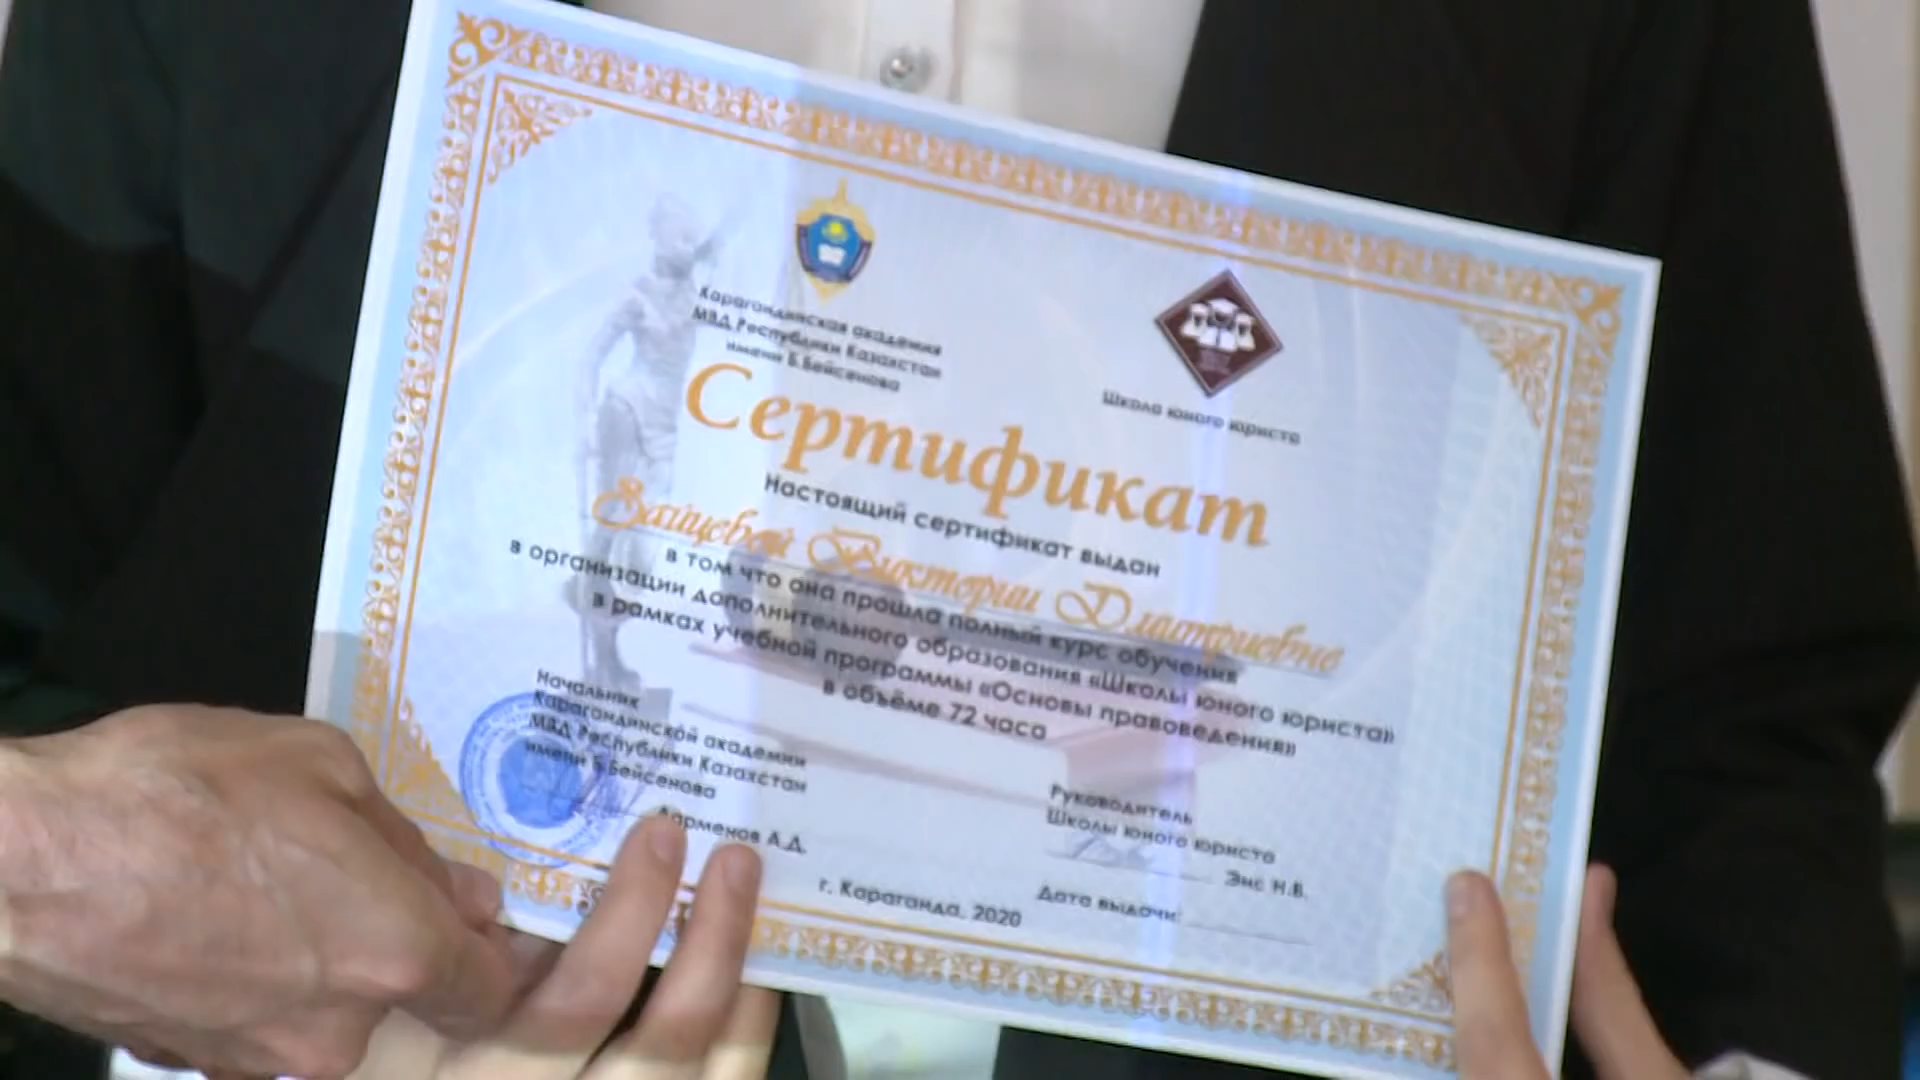 Карагандинская академия
МВД Республики Казахстан
имени Б.Бейсенова
Школа юного юриста
Сертификат
Настоящий сертификат выдан
Зайцевой Виктории Дмитриевне
в том что она прошла полный курс обучения
в организации дополнительного образования «Школы юного юриста»
в рамках учебной программы «Основы правоведения»
в объёме 72 часа
Начальник
Карагандинской академии
МВД Республики Казахстан
имени Б.Бейсенова
Дарменов А.Д.
Руководитель
Школы юного юриста
Энс Н.В.
Дата выдачи:
г. Караганда, 2020